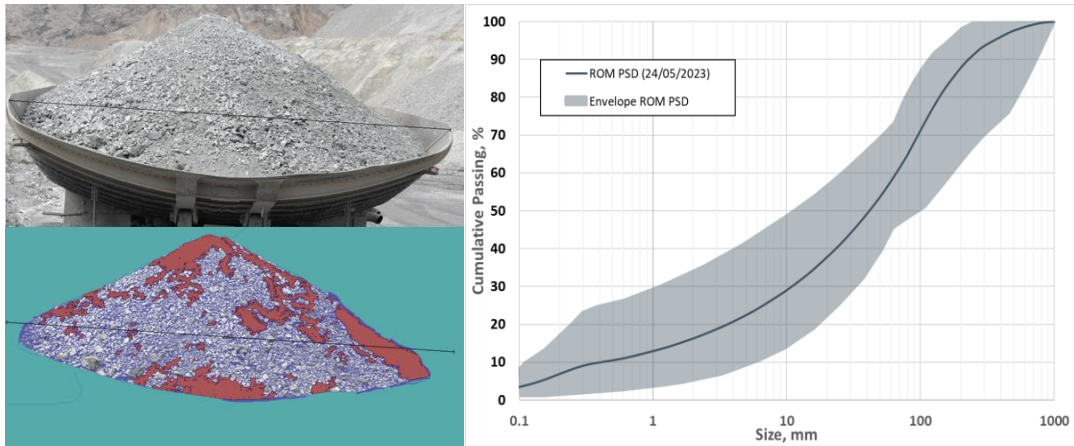 100
90
80
70
60
50
40
30
20
10
0
Cumulative Passing, %
ROM PSD (24/05/2023)
Envelope ROM PSD
0.1 1 10 100 1000
Size, mm